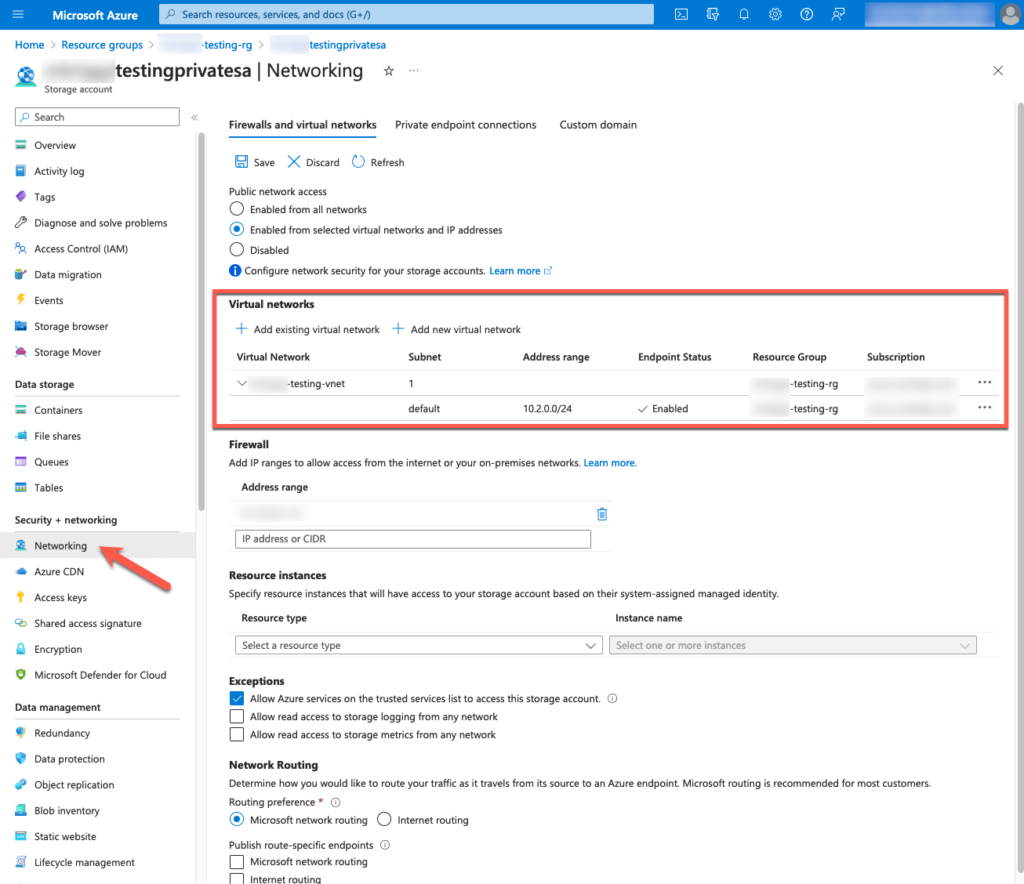 Microsoft Azure
Search resources, services, and docs (G+/)
Home > Resource groups > -testing-rg > testingprivatesa
testingprivatesa | Networking
Storage account
Search
Overview
Activity log
Tags
Diagnose and solve problems
Access Control (IAM)
Data migration
Events
Storage browser
Storage Mover
Data storage
Containers
File shares
Queues
Tables
Security + networking
Networking
Azure CDN
Access keys
Shared access signature
Encryption
Microsoft Defender for Cloud
Data management
Redundancy
Data protection
Object replication
Blob inventory
Static website
Lifecycle management
Firewalls and virtual networks Private endpoint connections Custom domain
Save Discard Refresh
Public network access
Enabled from all networks
Enabled from selected virtual networks and IP addresses
Disabled
Configure network security for your storage accounts. Learn more
Virtual networks
+ Add existing virtual network + Add new virtual network
Virtual Network Subnet Address range Endpoint Status Resource Group Subscription
-testing-vnet 1 -testing-rg ...
default 10.2.0.0/24 Enabled -testing-rg ...
Firewall
Add IP ranges to allow access from the internet or your on-premises networks. Learn more.
Address range
IP address or CIDR
Resource instances
Specify resource instances that will have access to your storage account based on their system-assigned managed identity.
Resource type Instance name
Select a resource type Select one or more instances
Exceptions
Allow Azure services on the trusted services list to access this storage account.
Allow read access to storage logging from any network
Allow read access to storage metrics from any network
Network Routing
Determine how you would like to route your traffic as it travels from its source to an Azure endpoint. Microsoft routing is recommended for most customers.
Routing preference *
Microsoft network routing Internet routing
Publish route-specific endpoints
Microsoft network routing
Internet routing